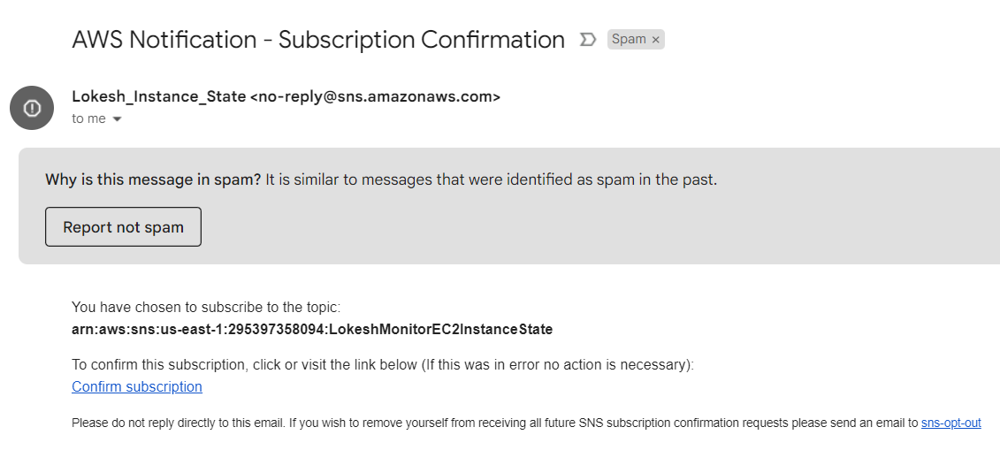 AWS Notification - Subscription Confirmation Spam ×
Lokesh_Instance_State <no-reply@sns.amazonaws.com>
to me
Why is this message in spam? It is similar to messages that were identified as spam in the past.
Report not spam
You have chosen to subscribe to the topic:
arn:aws:sns:us-east-1:295397358094:LokeshMonitorEC2InstanceState
To confirm this subscription, click or visit the link below (If this was in error no action is necessary):
Confirm subscription
Please do not reply directly to this email. If you wish to remove yourself from receiving all future SNS subscription confirmation requests please send an email to sns-opt-out